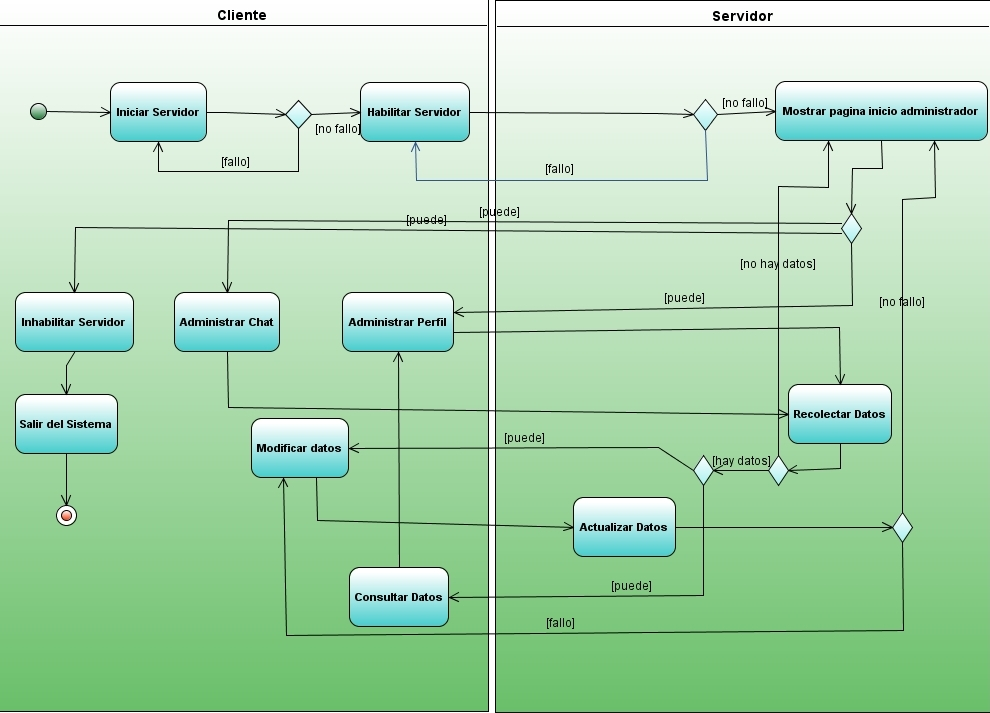 Cliente
Servidor
Iniciar Servidor
[no fallo]
Habilitar Servidor
[no fallo]
Mostrar pagina inicio administrador
[fallo]
[fallo]
[puede]
[puede]
[no hay datos]
[puede]
[no fallo]
Inhabilitar Servidor
Administrar Chat
Administrar Perfil
Salir del Sistema
Recolectar Datos
[puede]
Modificar datos
[hay datos]
Actualizar Datos
[puede]
Consultar Datos
[fallo]